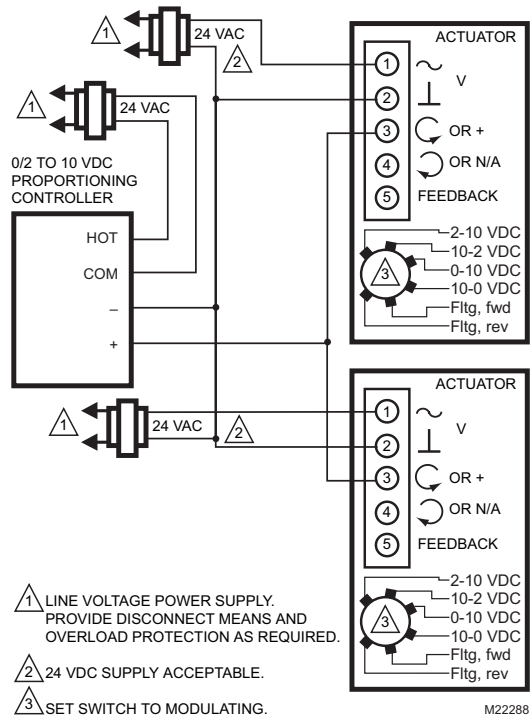 1
24 VAC
2
ACTUATOR
1
V
2
3 OR +
4 OR N/A
5 FEEDBACK
2-10 VDC
10-2 VDC
0-10 VDC
10-0 VDC
Fltg, fwd
Fltg, rev
3
1
24 VAC
0/2 TO 10 VDC
PROPORTIONING
CONTROLLER
HOT
COM
–
+
1
24 VAC
2
ACTUATOR
1
V
2
3 OR +
4 OR N/A
5 FEEDBACK
2-10 VDC
10-2 VDC
0-10 VDC
10-0 VDC
Fltg, fwd
Fltg, rev
3
1 LINE VOLTAGE POWER SUPPLY.
PROVIDE DISCONNECT MEANS AND
OVERLOAD PROTECTION AS REQUIRED.
2 24 VDC SUPPLY ACCEPTABLE.
3 SET SWITCH TO MODULATING.
M22288